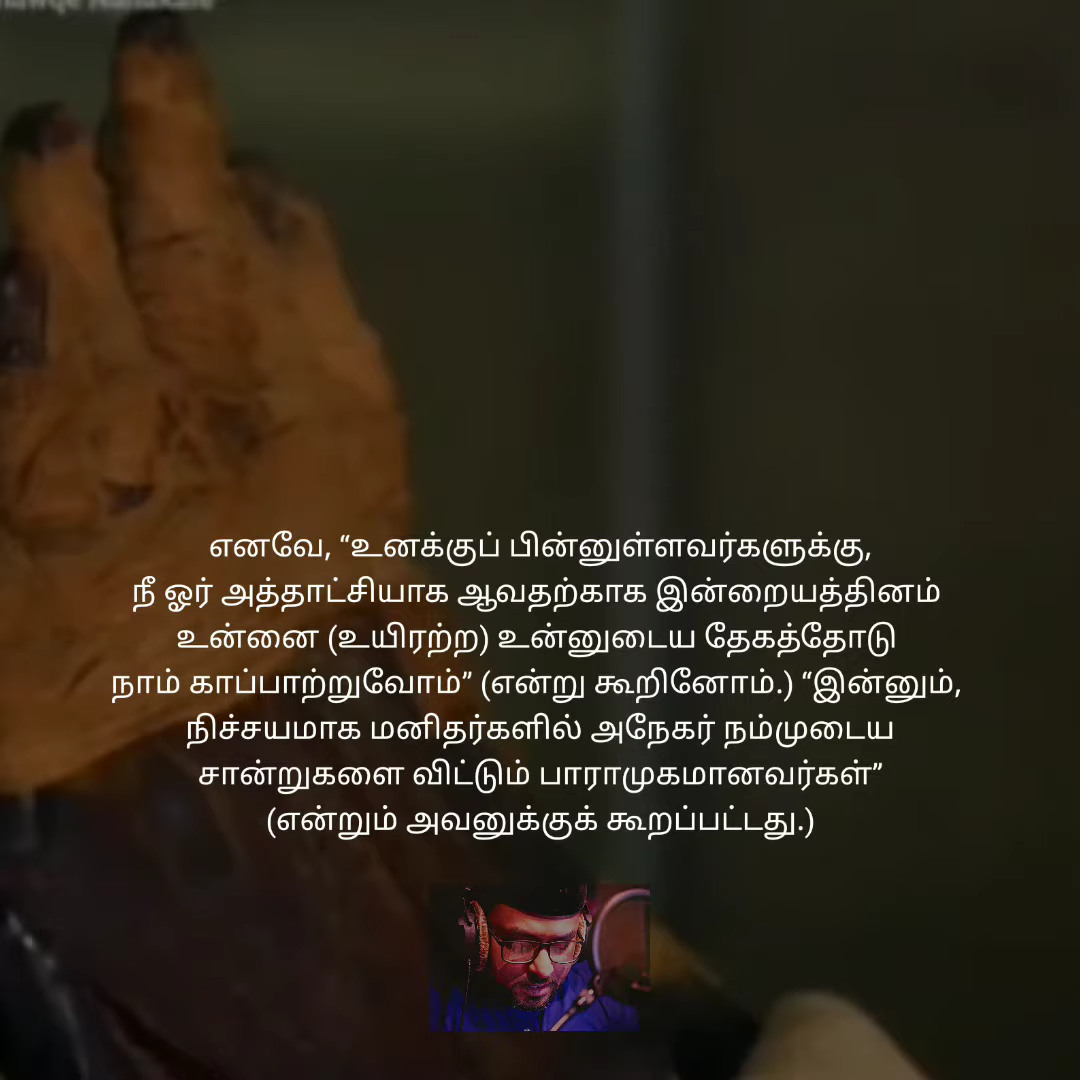 எனவே, “உனக்குப் பின்னுள்ளவர்களுக்கு,
நீ ஓர் அத்தாட்சியாக ஆவதற்காக இன்றையத்தினம்
உன்னை (உயிரற்ற) உன்னுடைய தேகத்தோடு
நாம் காப்பாற்றுவோம்” (என்று கூறினோம்.) “இன்னும்,
நிச்சயமாக மனிதர்களில் அநேகர் நம்முடைய
சான்றுகளை விட்டும் பாராமுகமானவர்கள்”
(என்றும் அவனுக்குக் கூறப்பட்டது.)